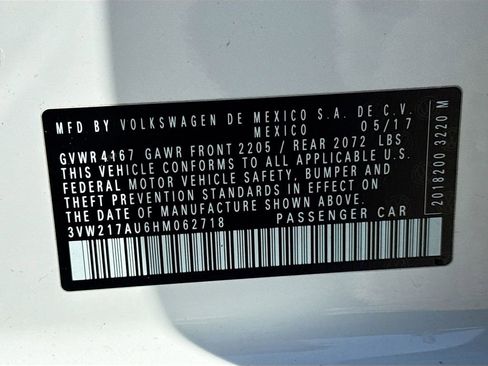 MFD BY VOLKSWAGEN DE MEXICO S.A. DE C.V.
MEXICO 05/17
GVWR 4167 GAWR FRONT 2205 / REAR 2072 LBS
THIS VEHICLE CONFORMS TO ALL APPLICABLE U.S.
FEDERAL MOTOR VEHICLE SAFETY, BUMPER AND
THEFT PREVENTION STANDARDS IN EFFECT ON THE
DATE OF MANUFACTURE SHOWN ABOVE.
3VW217AU6HM062718 PASSENGER CAR
2018200 3220 M